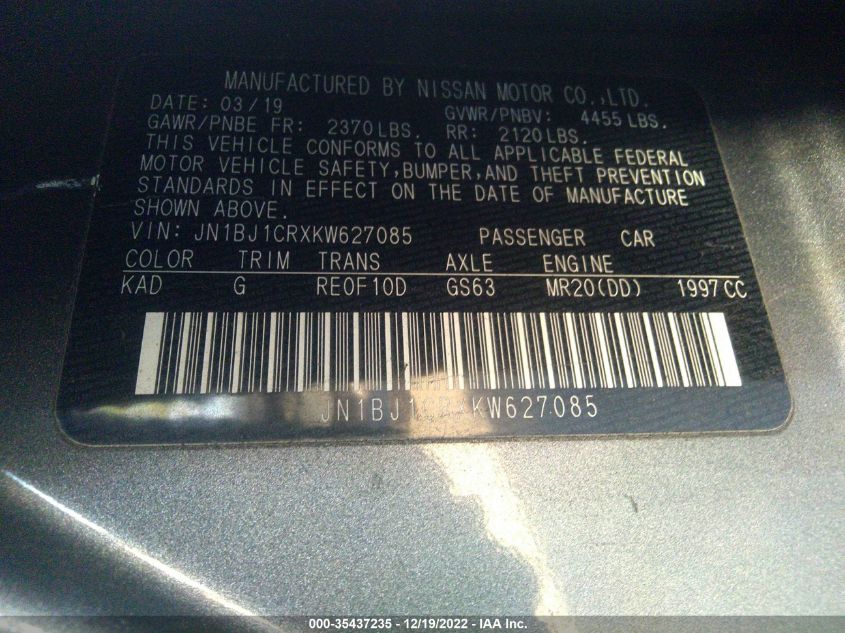 MANUFACTURED BY NISSAN MOTOR CO.,LTD.
DATE: 03/19 GVWR/PNBV: 4455 LBS.
GAWR/PNBE FR: 2370 LBS. RR: 2120 LBS.
THIS VEHICLE CONFORMS TO ALL APPLICABLE FEDERAL
MOTOR VEHICLE SAFETY, BUMPER, AND THEFT PREVENTION
STANDARDS IN EFFECT ON THE DATE OF MANUFACTURE
SHOWN ABOVE.
VIN: JN1BJ1CRXKW627085 PASSENGER CAR
COLOR TRIM TRANS AXLE ENGINE
KAD G RE0F10D GS63 MR20(DD) 1997 CC
JN1BJ1CRXKW627085
000-35437235 - 12/19/2022 - IAA Inc.